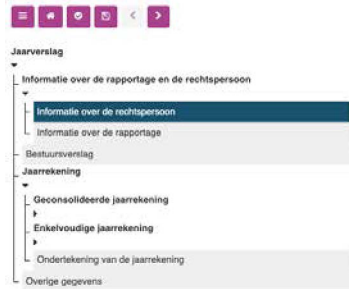 Jaarverslag
Informatie over de rapportage en de rechtspersoon
Informatie over de rechtspersoon
Informatie over de rapportage
Bestuursverslag
Jaarrekening
Geconsolideerde jaarrekening
Enkelvoudige jaarrekening
Ondertekening van de jaarrekening
Overige gegevens